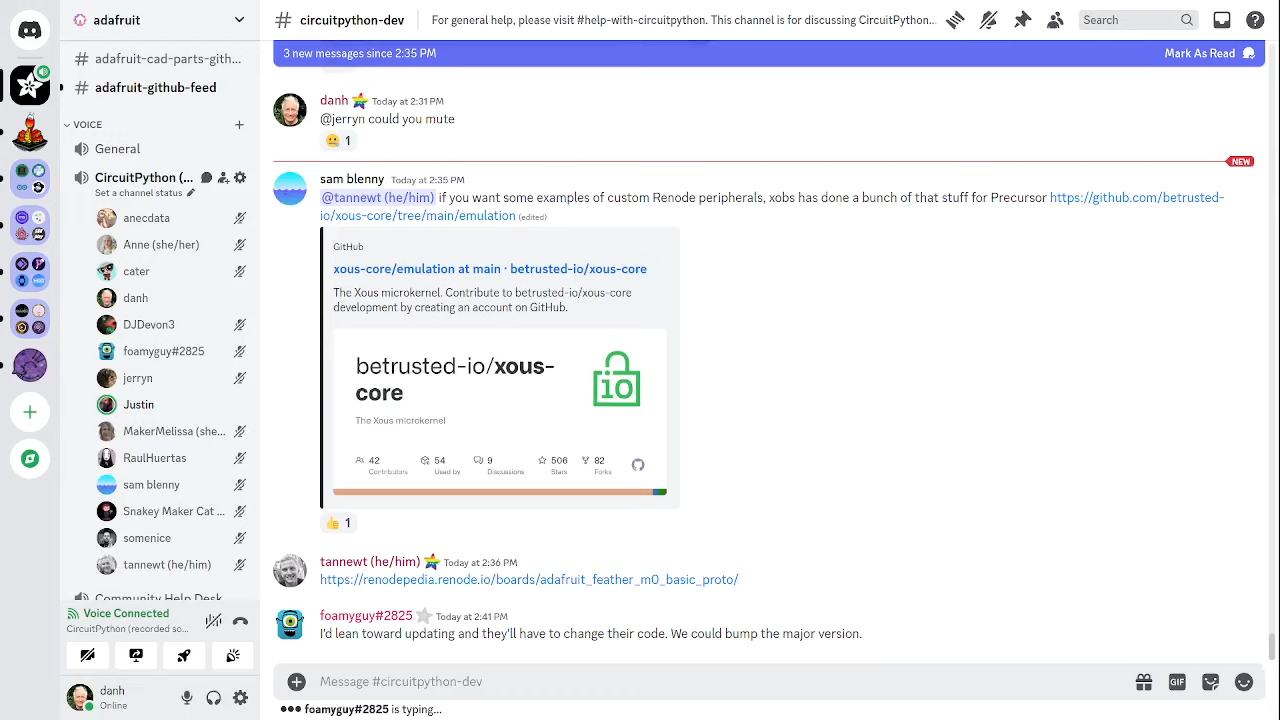 adafruit
# circuitpython-dev
For general help, please visit #help-with-circuitpython. This channel is for discussing CircuitPython...
Search
# adafruit-cad-parts-gith...
# adafruit-github-feed
VOICE
General
CircuitPython (...
Set a channel status
anecdata
Anne (she/her)
cater
danh
DJDevon3
foamyguy#2825
jerryn
Justin
MakerMelissa (she...
RaulHuertas
sam blenny
Snakey Maker Cat ...
somenice
tannewt (he/him)
Community Help Desk
Voice Connected
CircuitPython (recorded so...
danh
Online
3 new messages since 2:35 PM
Mark As Read
danh Today at 2:31 PM
@jerryn could you mute
1
NEW
sam blenny Today at 2:35 PM
@tannewt (he/him) if you want some examples of custom Renode peripherals, xobs has done a bunch of that stuff for Precursor https://github.com/betrusted-
io/xous-core/tree/main/emulation (edited)
GitHub
xous-core/emulation at main · betrusted-io/xous-core
The Xous microkernel. Contribute to betrusted-io/xous-core
development by creating an account on GitHub.
betrusted-io/xous-
core
The Xous microkernel
io
42 Contributors
54 Used by
9 Discussions
506 Stars
82 Forks
1
tannewt (he/him) Today at 2:36 PM
https://renodepedia.renode.io/boards/adafruit_feather_m0_basic_proto/
foamyguy#2825 Today at 2:41 PM
I'd lean toward updating and they'll have to change their code. We could bump the major version.
Message #circuitpython-dev
GIF
foamyguy#2825 is typing...